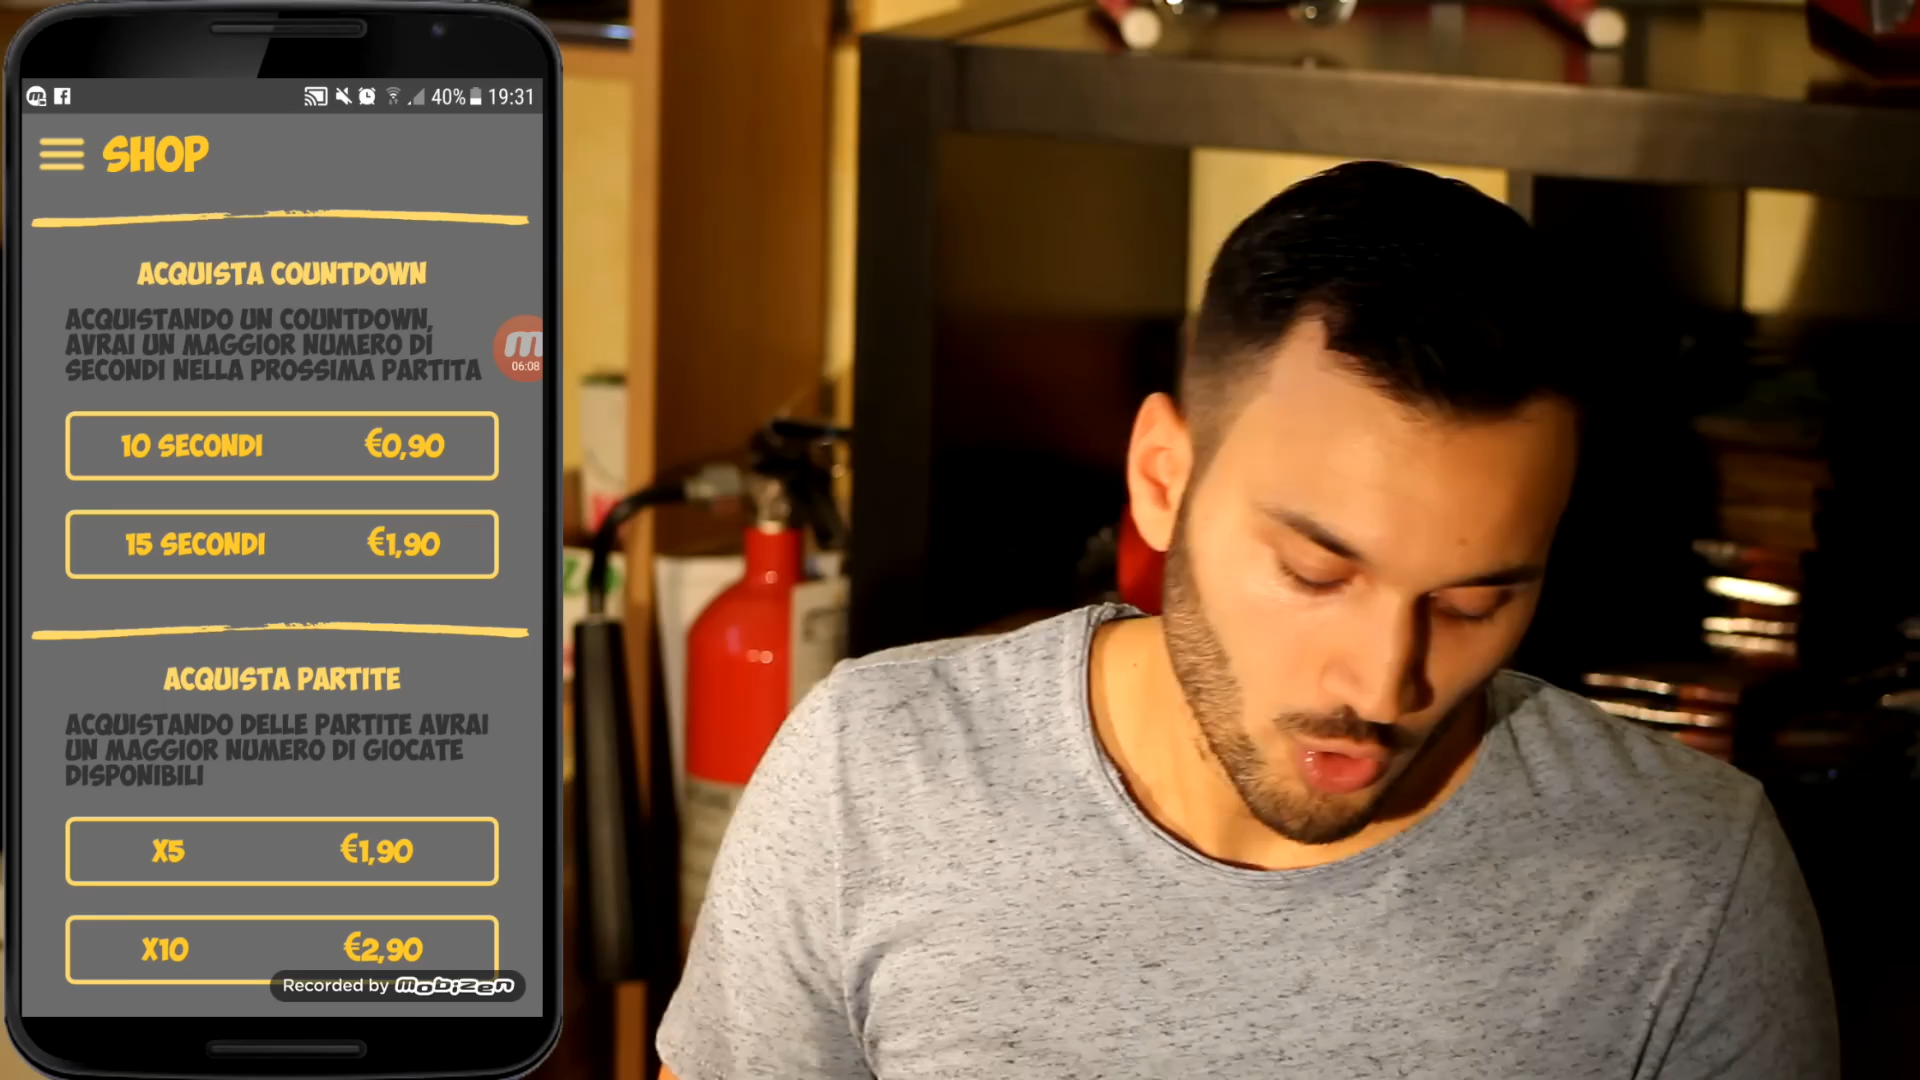 40% 19:31
SHOP
ACQUISTA COUNTDOWN
ACQUISTANDO UN COUNTDOWN,
AVRAI UN MAGGIOR NUMERO DI
SECONDI NELLA PROSSIMA PARTITA
06:08
10 SECONDI €0,90
15 SECONDI €1,90
ACQUISTA PARTITE
ACQUISTANDO DELLE PARTITE AVRAI
UN MAGGIOR NUMERO DI GIOCATE
DISPONIBILI
X5 €1,90
X10 €2,90
Recorded by mobizen